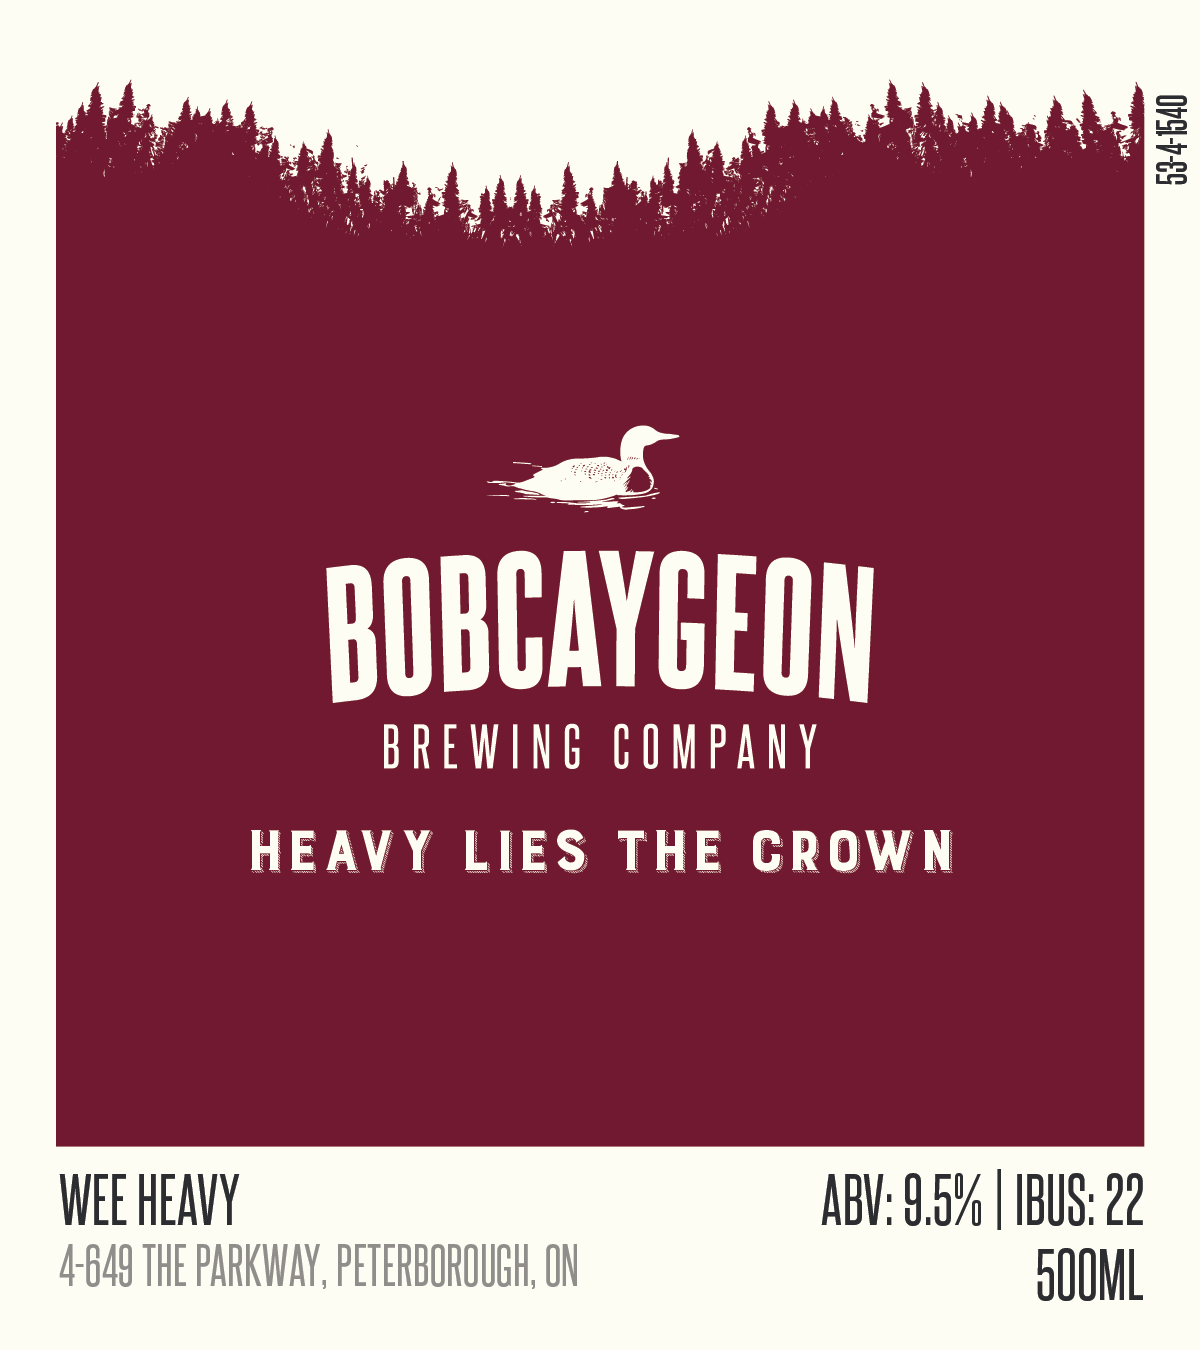 53-4-1540
BOBCAYGEON
BREWING COMPANY
HEAVY LIES THE CROWN
WEE HEAVY
4-649 THE PARKWAY, PETERBOROUGH, ON
ABV: 9.5% | IBUS: 22
500ML